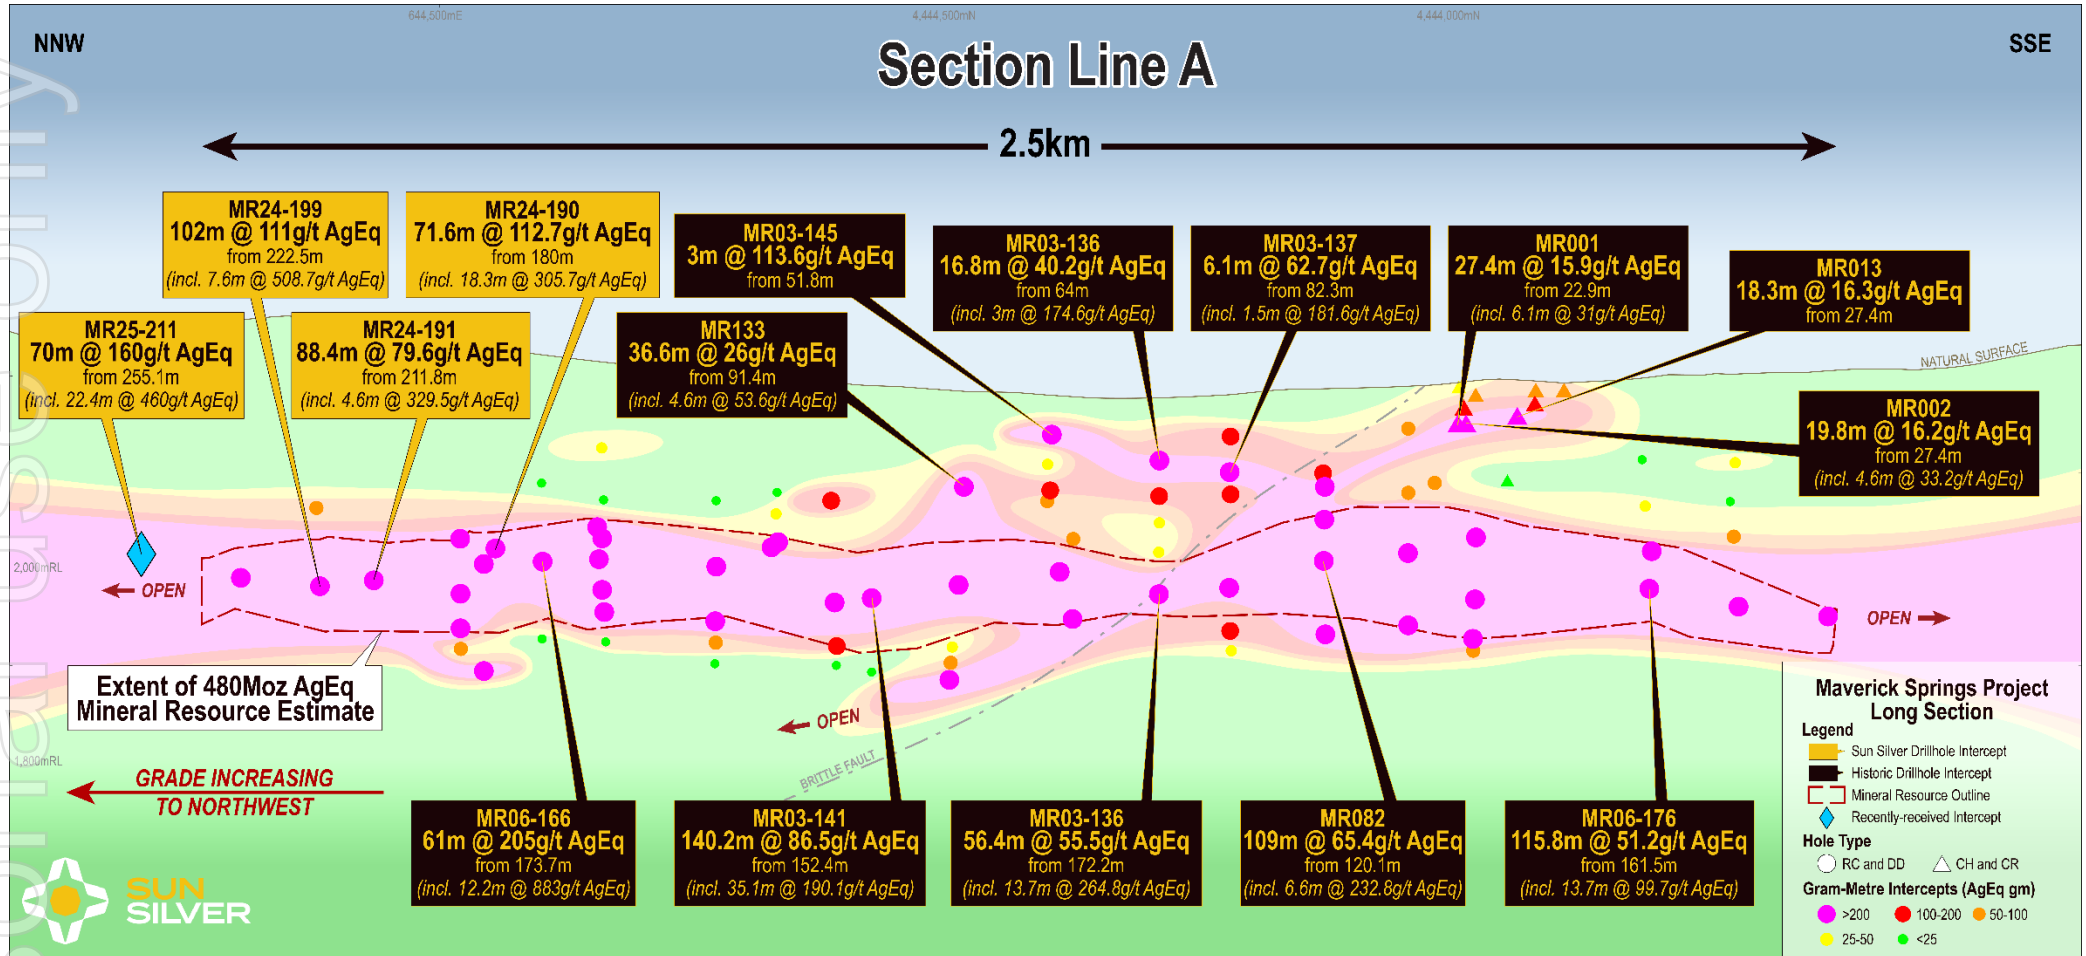 644,500mE
4,444,500mN
4,444,000mN
NNW
SSE
Section Line A
2.5km
MR24-199
102m @ 111g/t AgEq
from 222.5m
(incl. 7.6m @ 508.7g/t AgEq)
MR24-190
71.6m @ 112.7g/t AgEq
from 180m
(incl. 18.3m @ 305.7g/t AgEq)
MR03-145
3m @ 113.6g/t AgEq
from 51.8m
MR03-136
16.8m @ 40.2g/t AgEq
from 64m
(incl. 3m @ 174.6g/t AgEq)
MR03-137
6.1m @ 62.7g/t AgEq
from 82.3m
(incl. 1.5m @ 181.6g/t AgEq)
MR001
27.4m @ 15.9g/t AgEq
from 22.9m
(incl. 6.1m @ 31g/t AgEq)
MR013
18.3m @ 16.3g/t AgEq
from 27.4m
MR25-211
70m @ 160g/t AgEq
from 255.1m
(incl. 22.4m @ 460g/t AgEq)
MR24-191
88.4m @ 79.6g/t AgEq
from 211.8m
(incl. 4.6m @ 329.5g/t AgEq)
MR133
36.6m @ 26g/t AgEq
from 91.4m
(incl. 4.6m @ 53.6g/t AgEq)
NATURAL SURFACE
MR002
19.8m @ 16.2g/t AgEq
from 27.4m
(incl. 4.6m @ 33.2g/t AgEq)
2,000mRL
OPEN
OPEN
Extent of 480Moz AgEq
Mineral Resource Estimate
OPEN
BRITTLE FAULT
1,800mRL
GRADE INCREASING
TO NORTHWEST
MR06-166
61m @ 205g/t AgEq
from 173.7m
(incl. 12.2m @ 883g/t AgEq)
MR03-141
140.2m @ 86.5g/t AgEq
from 152.4m
(incl. 35.1m @ 190.1g/t AgEq)
MR03-136
56.4m @ 55.5g/t AgEq
from 172.2m
(incl. 13.7m @ 264.8g/t AgEq)
MR082
109m @ 65.4g/t AgEq
from 120.1m
(incl. 6.6m @ 232.8g/t AgEq)
MR06-176
115.8m @ 51.2g/t AgEq
from 161.5m
(incl. 13.7m @ 99.7g/t AgEq)
Maverick Springs Project
Long Section
Legend
Sun Silver Drillhole Intercept
Historic Drillhole Intercept
Mineral Resource Outline
Recently-received Intercept
Hole Type
RC and DD
CH and CR
Gram-Metre Intercepts (AgEq gm)
>200
100-200
50-100
25-50
<25
SUN
SILVER